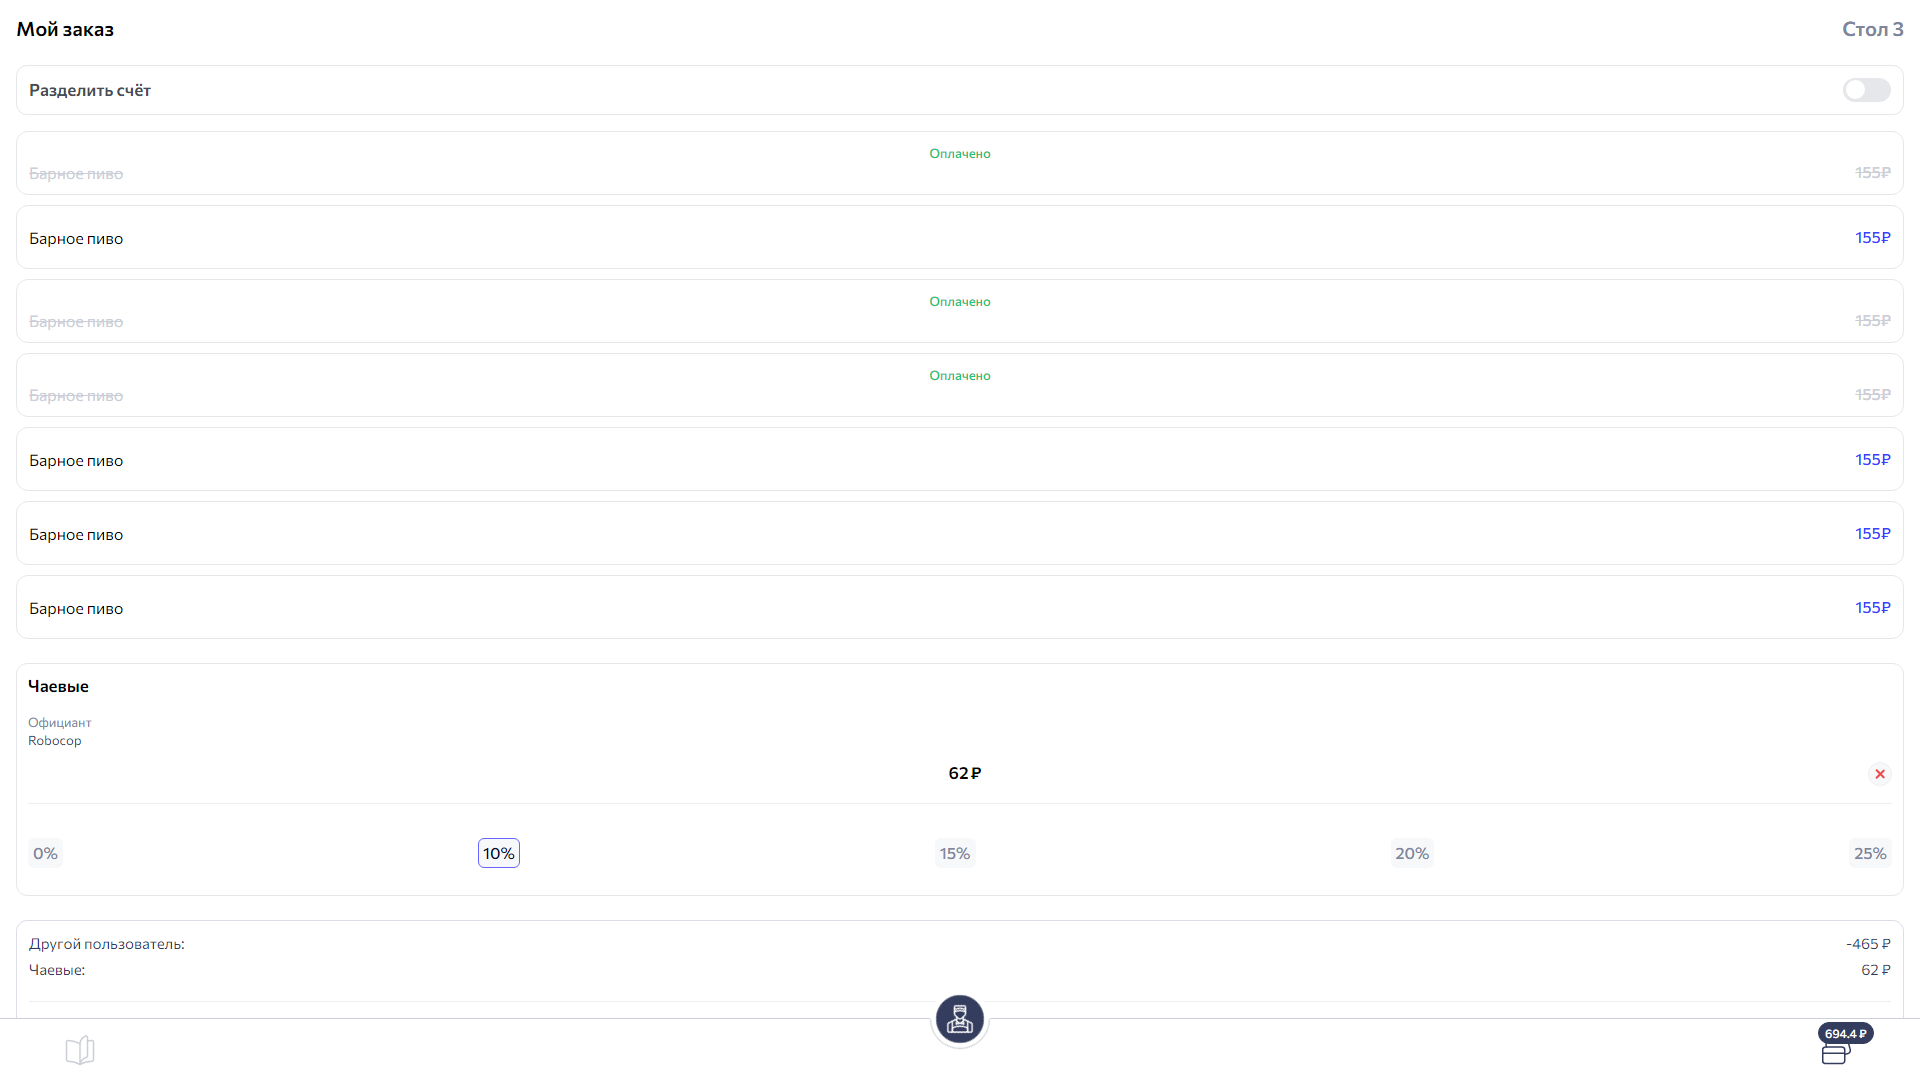 Мой заказ
Стол 3
Разделить счёт
Оплачено
Барное пиво
155₽
Барное пиво
155₽
Оплачено
Барное пиво
155₽
Оплачено
Барное пиво
155₽
Барное пиво
155₽
Барное пиво
155₽
Барное пиво
155₽
Чаевые
Официант
Robocop
62 ₽
0%
10%
15%
20%
25%
Другой пользователь:
-465 ₽
Чаевые:
62 ₽
694.4 ₽